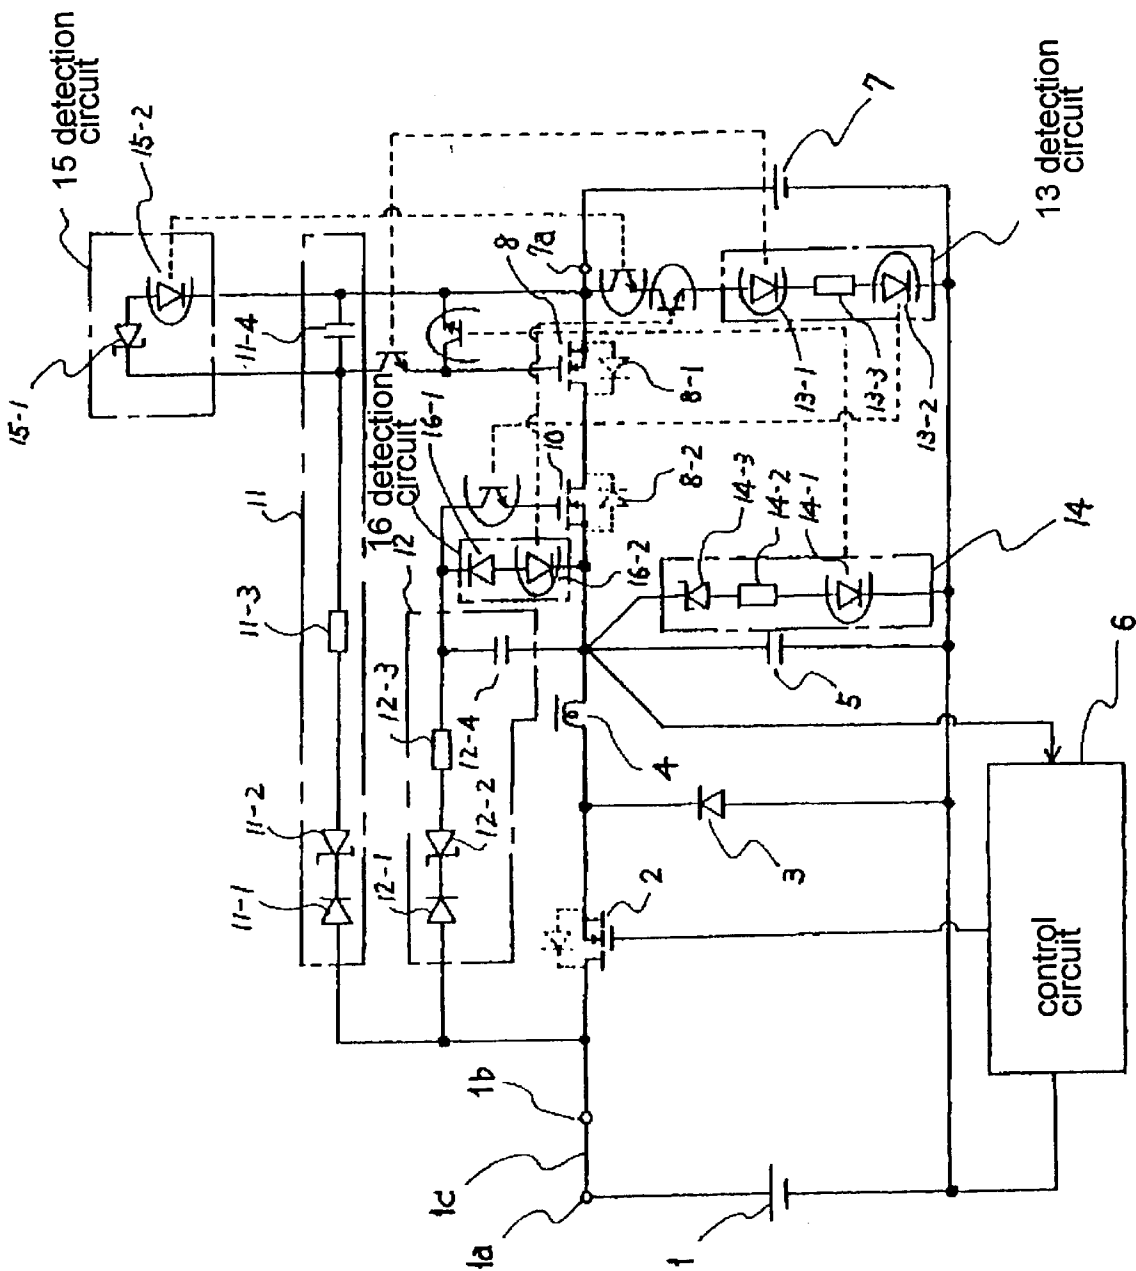 15 detection
circuit
15-2
15-1
11
11-4
11-3
11-2
11-1
16 detection
circuit
16-1
16-2
12
12-3
12-4
12-2
12-1
10
8
7a
7
8-1
8-2
13-1
13-3
13-2
13 detection
circuit
14-3
14-2
14-1
14
5
4
3
2
6
control
circuit
1b
1c
1a
1